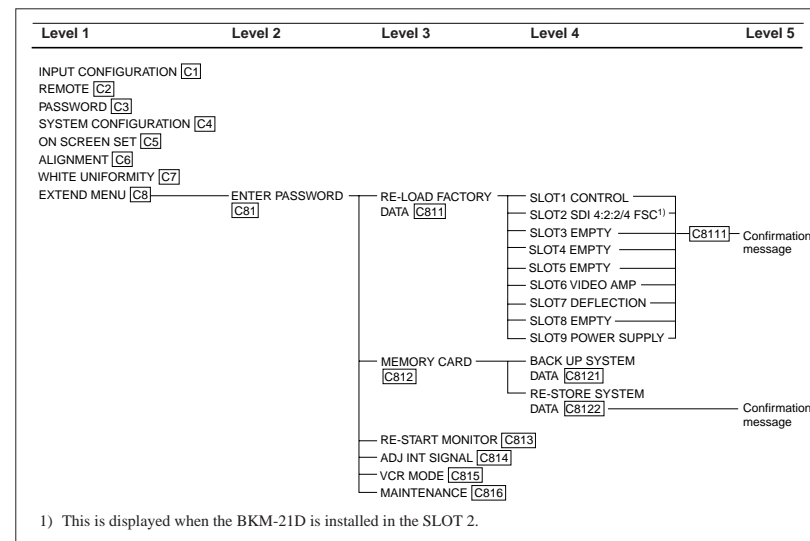 Level 1 Level 2 Level 3 Level 4 Level 5
INPUT CONFIGURATION C1
REMOTE C2
PASSWORD C3
SYSTEM CONFIGURATION C4
ON SCREEN SET C5
ALIGNMENT C6
WHITE UNIFORMITY C7
EXTEND MENU C8
ENTER PASSWORD
C81
RE-LOAD FACTORY
DATA C811
SLOT1 CONTROL
SLOT2 SDI 4:2:2/4 FSC1)
SLOT3 EMPTY
SLOT4 EMPTY
SLOT5 EMPTY
SLOT6 VIDEO AMP
SLOT7 DEFLECTION
SLOT8 EMPTY
SLOT9 POWER SUPPLY
C8111
Confirmation
message
MEMORY CARD
C812
BACK UP SYSTEM
DATA C8121
RE-STORE SYSTEM
DATA C8122
Confirmation
message
RE-START MONITOR C813
ADJ INT SIGNAL C814
VCR MODE C815
MAINTENANCE C816
1) This is displayed when the BKM-21D is installed in the SLOT 2.